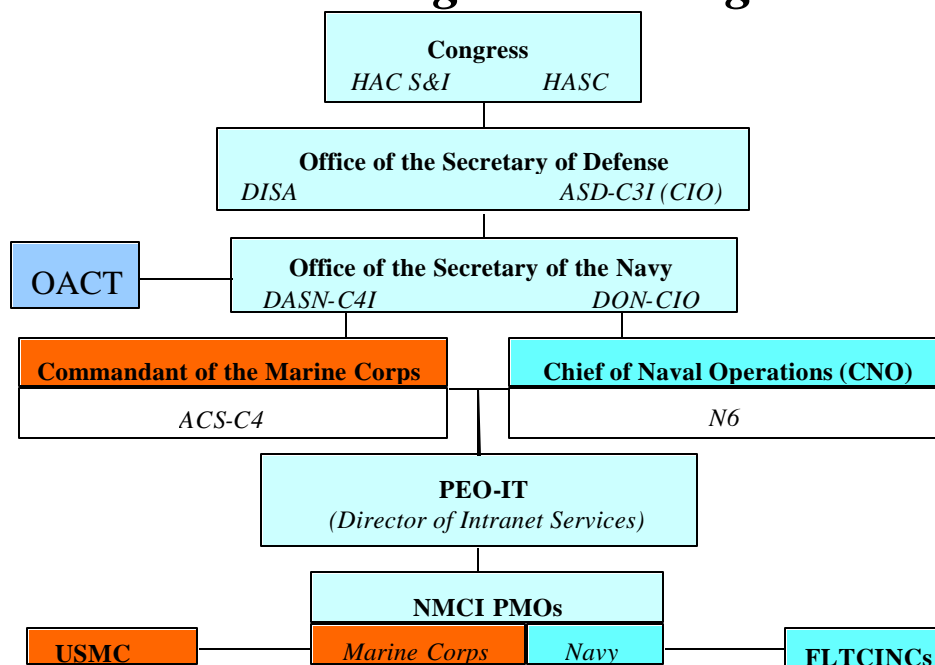 Congress
HAC S&I HASC
Office of the Secretary of Defense
DISA ASD-C3I (CIO)
OACT
Office of the Secretary of the Navy
DASN-C4I DON-CIO
Commandant of the Marine Corps
ACS-C4
Chief of Naval Operations (CNO)
N6
PEO-IT
(Director of Intranet Services)
NMCI PMOs
USMC
Marine Corps Navy
FLTCINCs